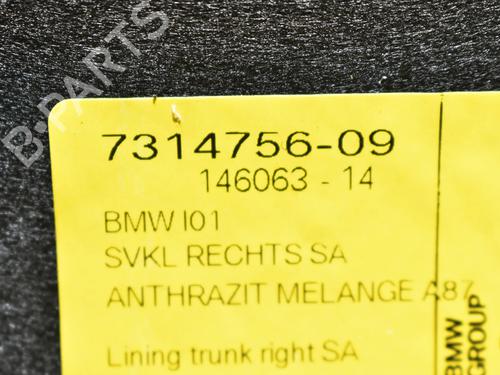 B-PARTS
7314756-09
146063 - 14
BMW I01
SVKL RECHTS SA
ANTHRAZIT MELANGE A87
Lining trunk right SA
BMW
GROUP